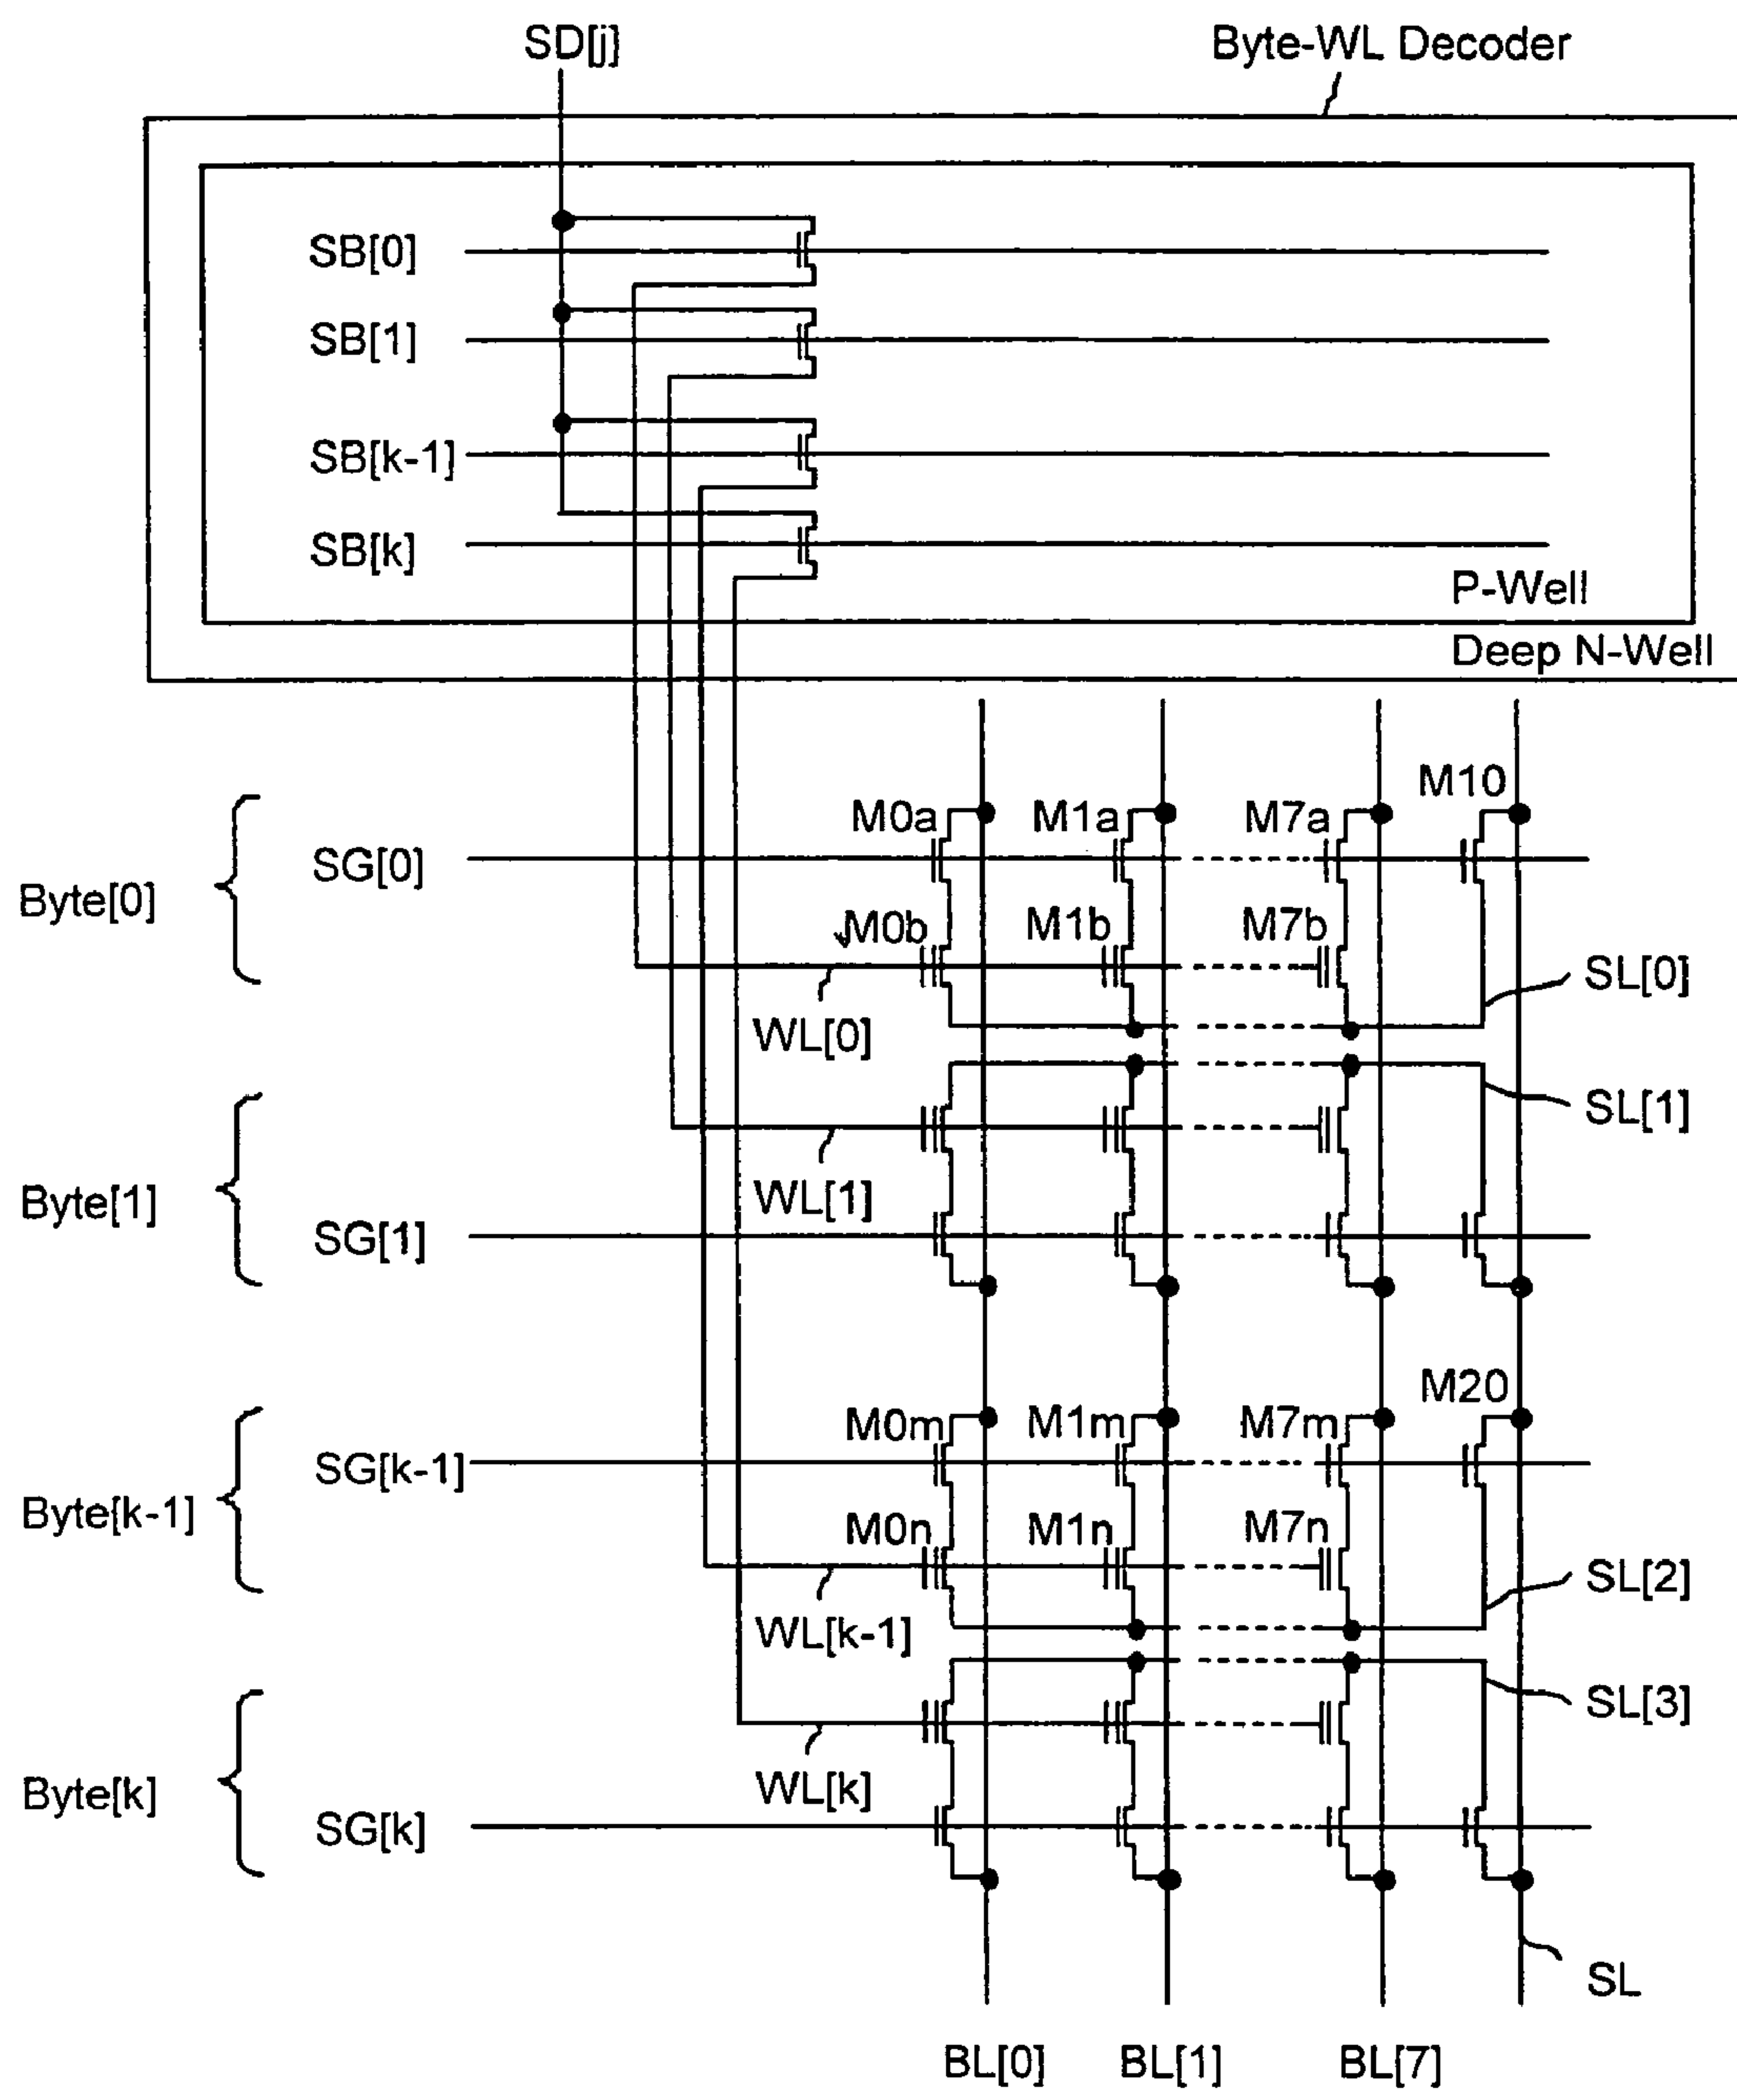 SD[j]
Byte-WL Decoder
SB[0]
SB[1]
SB[k-1]
SB[k]
P-Well
Deep N-Well
M10
M0a
M1a
M7a
SG[0]
Byte[0]
M0b
M1b
M7b
SL[0]
WL[0]
SL[1]
WL[1]
Byte[1]
SG[1]
M20
M0m
M1m
M7m
SG[k-1]
Byte[k-1]
M0n
M1n
M7n
SL[2]
WL[k-1]
SL[3]
WL[k]
Byte[k]
SG[k]
SL
BL[0]
BL[1]
BL[7]